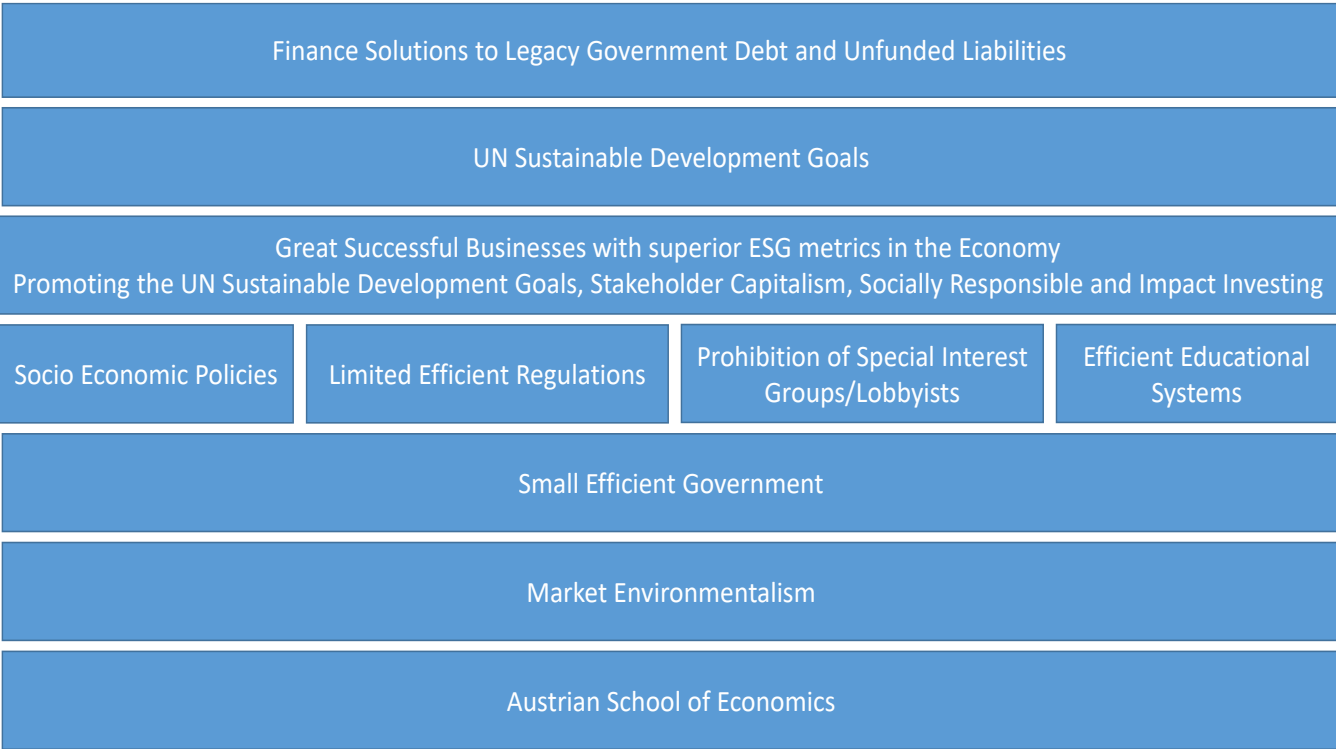 Finance Solutions to Legacy Government Debt and Unfunded Liabilities
UN Sustainable Development Goals
Great Successful Businesses with superior ESG metrics in the Economy
Promoting the UN Sustainable Development Goals, Stakeholder Capitalism, Socially Responsible and Impact Investing
Socio Economic Policies
Limited Efficient Regulations
Prohibition of Special Interest
Groups/Lobbyists
Efficient Educational
Systems
Small Efficient Government
Market Environmentalism
Austrian School of Economics